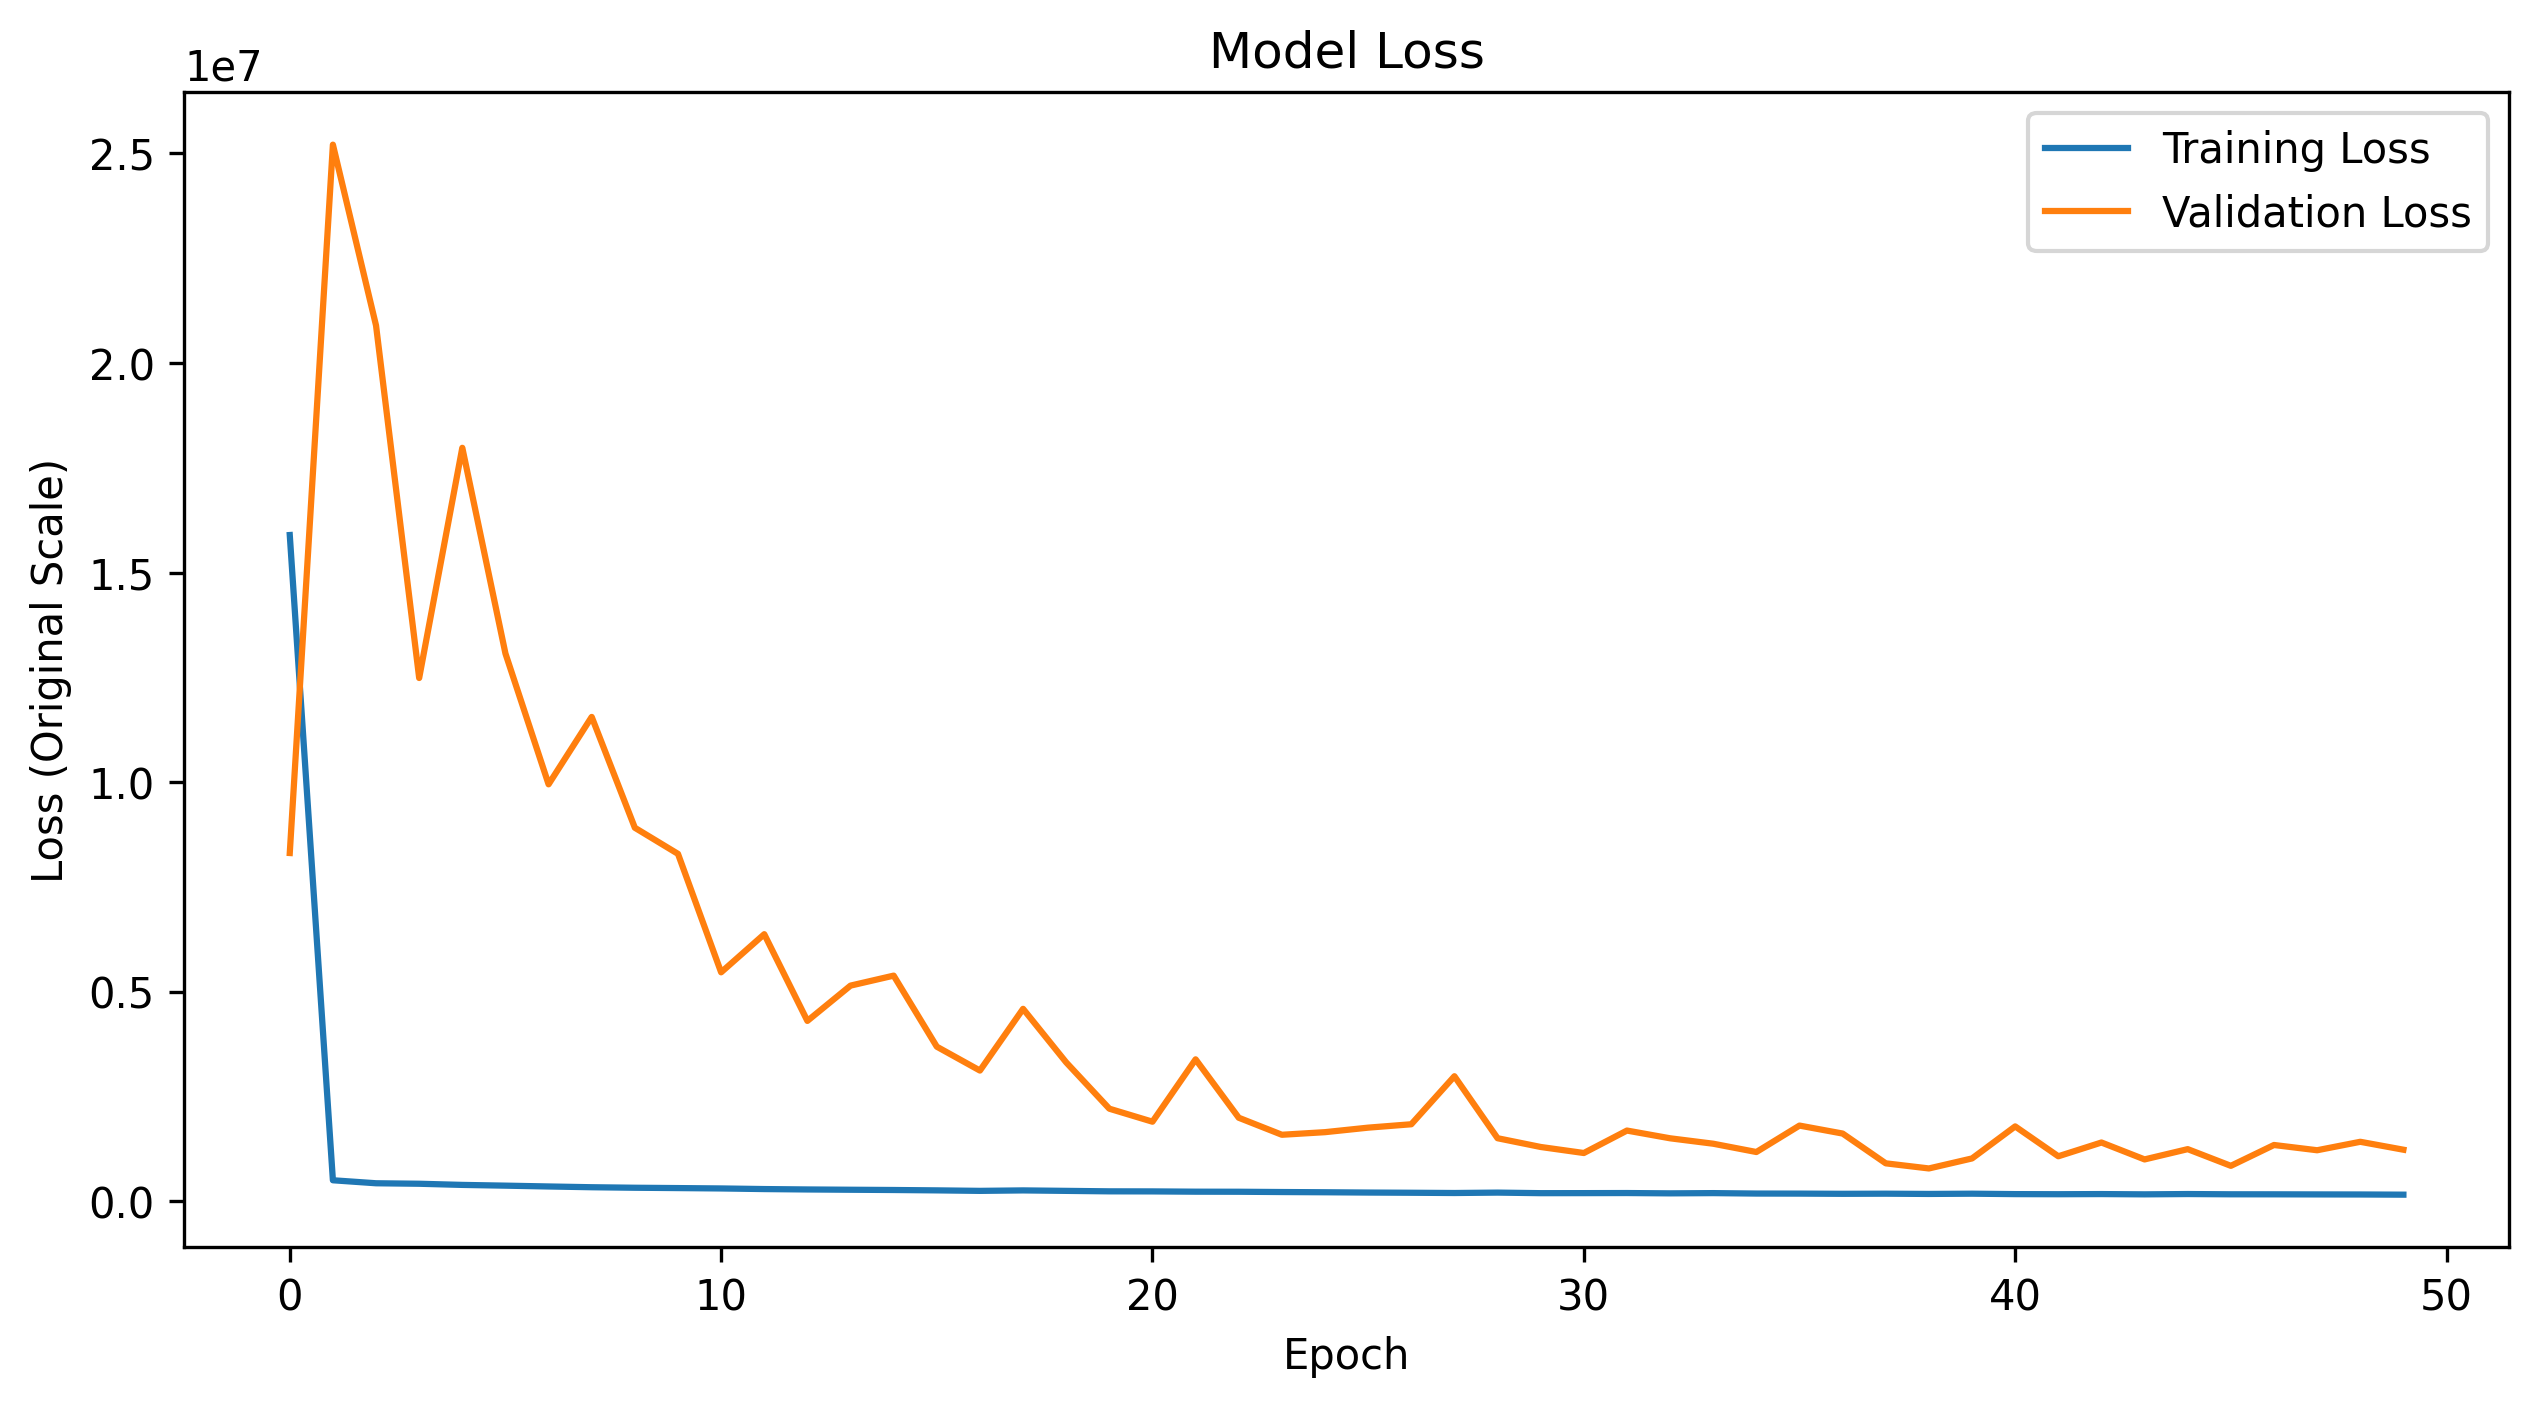 Model Loss
1e7
Training Loss
Validation Loss
2.5
2.0
1.5
1.0
0.5
0.0
Loss (Original Scale)
0 10 20 30 40 50
Epoch